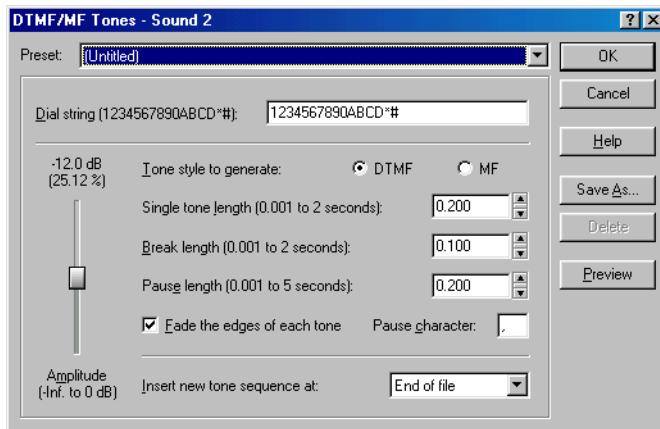 DTMF/MF Tones - Sound 2
Preset: (Untitled)
OK
Cancel
Help
Save As...
Delete
Preview
Dial string (1234567890ABCD*#): 1234567890ABCD*#
-12.0 dB
(25.12 %)
Tone style to generate: DTMF MF
Single tone length (0.001 to 2 seconds): 0.200
Break length (0.001 to 2 seconds): 0.100
Pause length (0.001 to 5 seconds): 0.200
Fade the edges of each tone Pause character: ,
Amplitude
(-Inf. to 0 dB)
Insert new tone sequence at: End of file